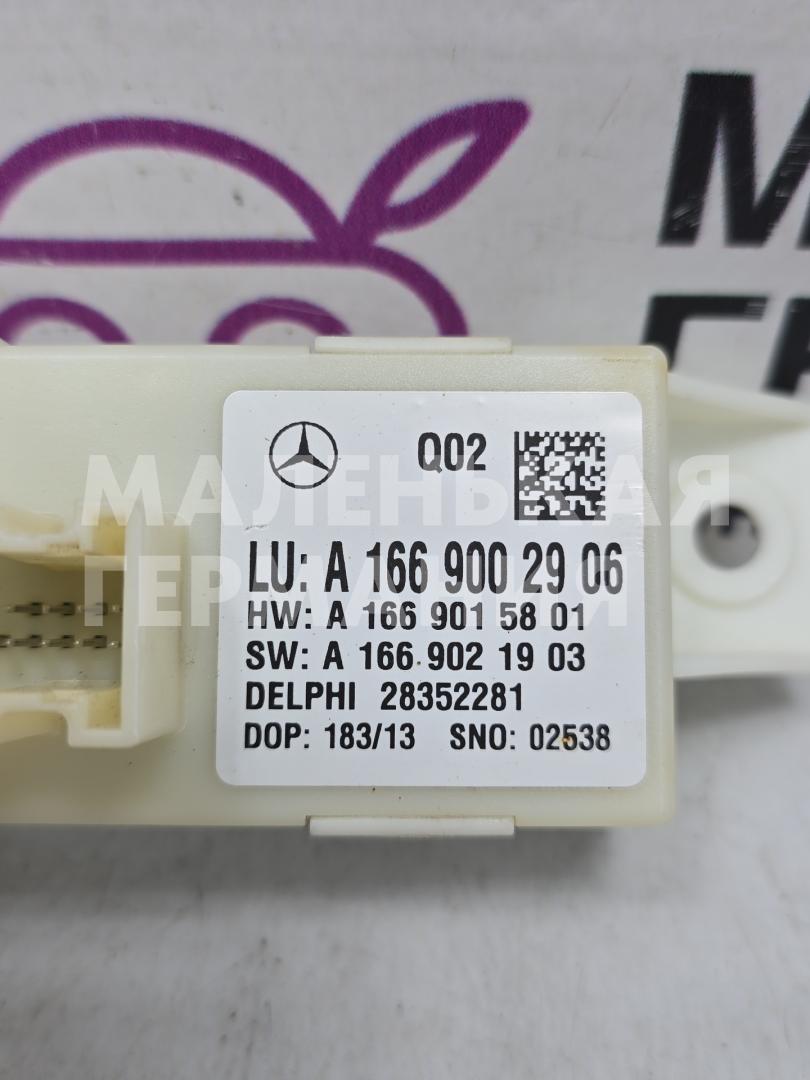 Q02
МАЛЕНЬКАЯ
ГЕРМАНИЯ
LU: A 166 900 29 06
HW: A 166 901 58 01
SW: A 166 902 19 03
DELPHI 28352281
DOP: 183/13 SNO: 02538